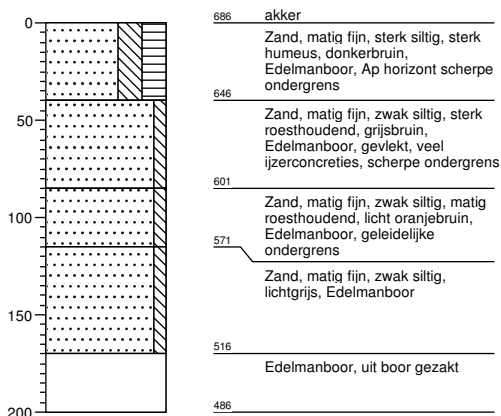 0
686 akker
Zand, matig fijn, sterk siltig, sterk
humeus, donkerbruin,
Edelmanboor, Ap horizont scherpe
ondergrens
646
50
Zand, matig fijn, zwak siltig, sterk
roesthoudend, grijsbruin,
Edelmanboor, gevlekt, veel
ijzerconcreties, scherpe ondergrens
601
100
Zand, matig fijn, zwak siltig, matig
roesthoudend, licht oranjebruin,
Edelmanboor, geleidelijke
ondergrens
571
Zand, matig fijn, zwak siltig,
lichtgrijs, Edelmanboor
150
516
Edelmanboor, uit boor gezakt
200
486